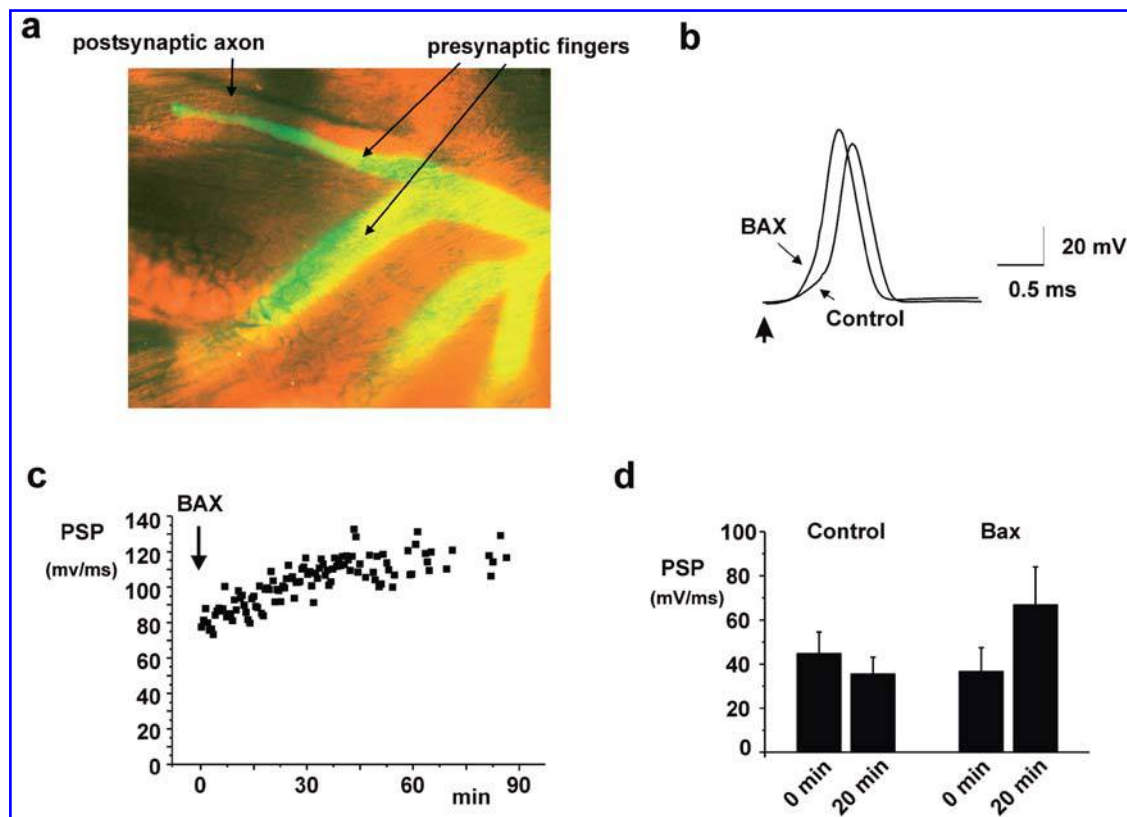 a
postsynaptic axon
presynaptic fingers
b
BAX
Control
20 mV
0.5 ms
c
BAX
PSP
(mv/ms)
140
120
100
80
60
40
20
0
0
30
60
90
min
d
Control
Bax
PSP
(mV/ms)
100
80
60
40
20
0
0 min
20 min
0 min
20 min